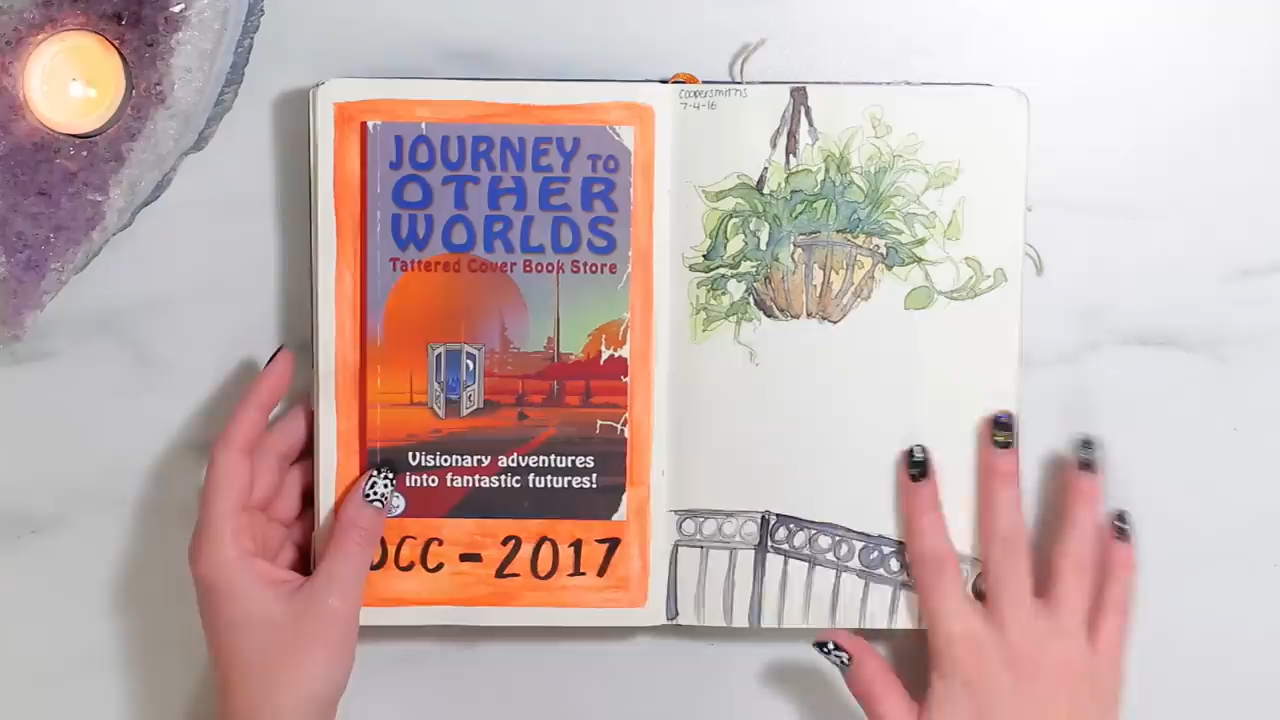 JOURNEY TO
OTHER
WORLDS
Tattered Cover Book Store
Visionary adventures
into fantastic futures!
DCC - 2017
Coopersmiths
7-4-16